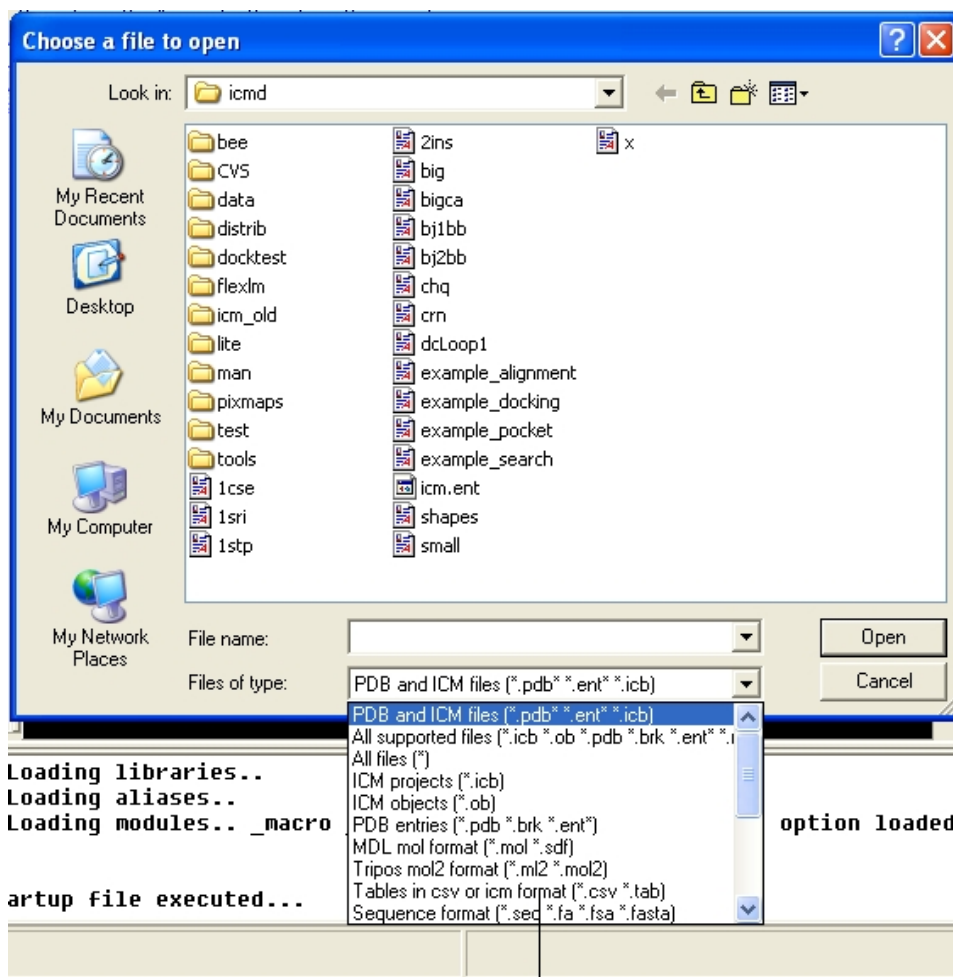 Choose a file to open
Look in: icmd
My Recent
Documents
Desktop
My Documents
My Computer
My Network
Places
bee
CVS
data
distrib
docktest
flexlm
icm_old
lite
man
pixmaps
test
tools
1cse
1sri
1stp
2ins
big
bigca
bj1bb
bj2bb
chq
crn
dcLoop1
example_alignment
example_docking
example_pocket
example_search
icm.ent
shapes
small
x
File name:
Open
Files of type: PDB and ICM files (*.pdb* *.ent* *.icb)
Cancel
PDB and ICM files (*.pdb* *.ent* *.icb)
All supported files (*.icb *.ob *.pdb *.brk *.ent* 
All files (*)
ICM projects (*.icb)
ICM objects (*.ob)
PDB entries (*.pdb *.brk *.ent*)
MDL mol format (*.mol *.sdf)
Tripos mol2 format (*.ml2 *.mol2)
Tables in csv or icm format (*.csv *.tab)
Sequence format (*.seq *.fa *.fsa *.fasta)
Loading libraries..
Loading aliases..
Loading modules.. _macro option loaded
artup file executed...